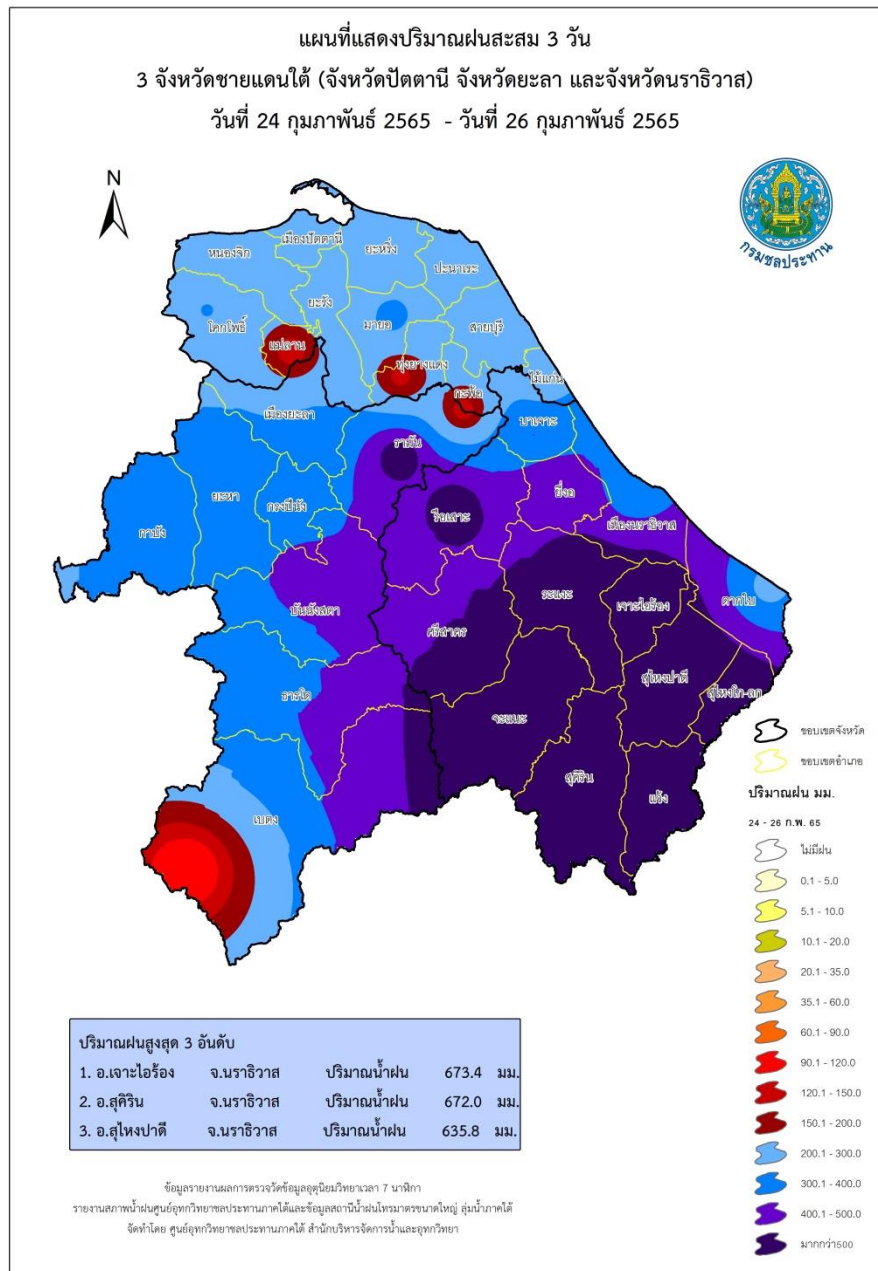 แผนที่แสดงปริมาณฝนสะสม 3 วัน
3 จังหวัดชายแดนใต้ (จังหวัดปัตตานี จังหวัดยะลา และจังหวัดนราธิวาส)
วันที่ 24 กุมภาพันธ์ 2565 - วันที่ 26 กุมภาพันธ์ 2565
N
กรมชลประทาน
เมืองปัตตานี
หนองจิก
ยะหริ่ง
ปะนาเระ
ยะรัง
โคกโพธิ์
มายอ
สายบุรี
แม่ลาน
ทุ่งยางแดง
ไม้แก่น
กะพ้อ
เมืองยะลา
บาเจาะ
รามัน
ยะหา
กรงปินัง
ยี่งอ
รือเสาะ
เมืองนราธิวาส
กาบัง
บันนังสตา
ระแงะ
เจาะไอร้อง
ตากใบ
ศรีสาคร
สุไหงปาดี
สุไหงโก-ลก
ธารโต
จะแนะ
สุคิริน
แว้ง
เบตง
ขอบเขตจังหวัด
ขอบเขตอำเภอ
ปริมาณฝน มม.
24 - 26 ก.พ. 65
ไม่มีฝน
0.1 - 5.0
5.1 - 10.0
10.1 - 20.0
20.1 - 35.0
35.1 - 60.0
60.1 - 90.0
90.1 - 120.0
120.1 - 150.0
150.1 - 200.0
200.1 - 300.0
300.1 - 400.0
400.1 - 500.0
มากกว่า500
ปริมาณฝนสูงสุด 3 อันดับ
1. อ.เจาะไอร้อง จ.นราธิวาส ปริมาณน้ำฝน 673.4 มม.
2. อ.สุคิริน จ.นราธิวาส ปริมาณน้ำฝน 672.0 มม.
3. อ.สุไหงปาดี จ.นราธิวาส ปริมาณน้ำฝน 635.8 มม.
ข้อมูลรายงานผลการตรวจวัดข้อมูลอุตุนิยมวิทยาเวลา 7 นาฬิกา
รายงานสภาพน้ำฝนศูนย์อุทกวิทยาชลประทานภาคใต้และข้อมูลสถานีน้ำฝนโทรมาตรขนาดใหญ่ ลุ่มน้ำภาคใต้
จัดทำโดย ศูนย์อุทกวิทยาชลประทานภาคใต้ สำนักบริหารจัดการน้ำและอุทกวิทยา